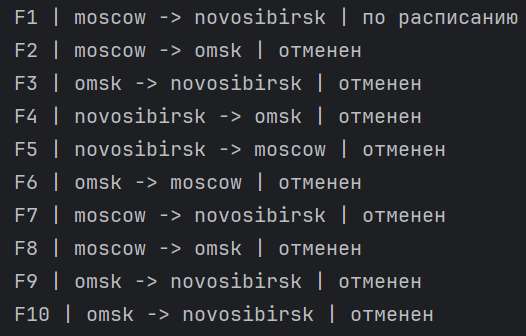 F1 | moscow -> novosibirsk | по расписанию
F2 | moscow -> omsk | отменен
F3 | omsk -> novosibirsk | отменен
F4 | novosibirsk -> omsk | отменен
F5 | novosibirsk -> moscow | отменен
F6 | omsk -> moscow | отменен
F7 | moscow -> novosibirsk | отменен
F8 | moscow -> omsk | отменен
F9 | omsk -> novosibirsk | отменен
F10 | omsk -> novosibirsk | отменен